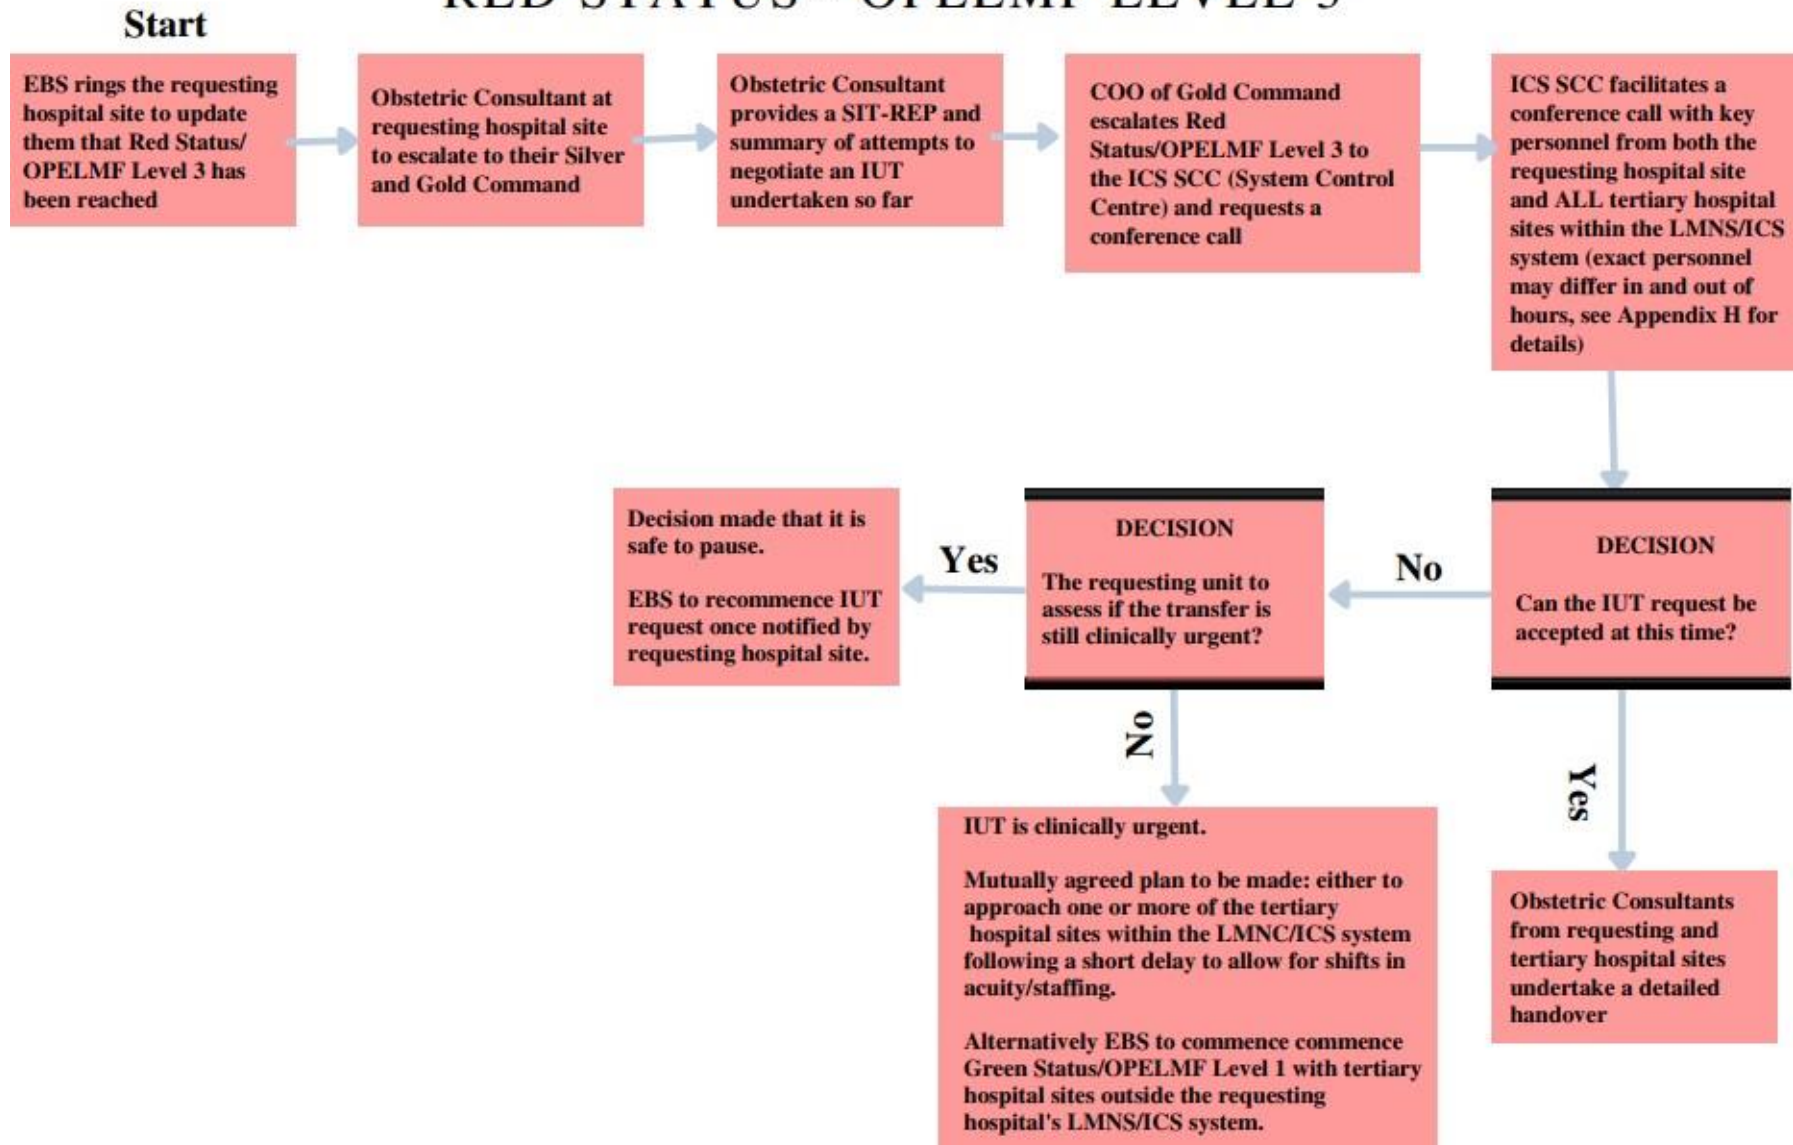 RED STATUS - OPELMF LEVEL 3
Start
EBS rings the requesting
hospital site to update
them that Red Status/
OPELMF Level 3 has
been reached
Obstetric Consultant at
requesting hospital site
to escalate to their Silver
and Gold Command
Obstetric Consultant
provides a SIT-REP and
summary of attempts to
negotiate an IUT
undertaken so far
COO of Gold Command
escalates Red
Status/OPELMF Level 3 to
the ICS SCC (System Control
Centre) and requests a
conference call
ICS SCC facilitates a
conference call with key
personnel from both the
requesting hospital site
and ALL tertiary hospital
sites within the LMNS/ICS
system (exact personnel
may differ in and out of
hours, see Appendix H for
details)
DECISION
Can the IUT request be
accepted at this time?
No
DECISION
The requesting unit to
assess if the transfer is
still clinically urgent?
Yes
Decision made that it is
safe to pause.
EBS to recommence IUT
request once notified by
requesting hospital site.
No
IUT is clinically urgent.
Mutually agreed plan to be made: either to
approach one or more of the tertiary
hospital sites within the LMNC/ICS system
following a short delay to allow for shifts in
acuity/staffing.
Alternatively EBS to commence commence
Green Status/OPELMF Level 1 with tertiary
hospital sites outside the requesting
hospital's LMNS/ICS system.
Yes
Obstetric Consultants
from requesting and
tertiary hospital sites
undertake a detailed
handover